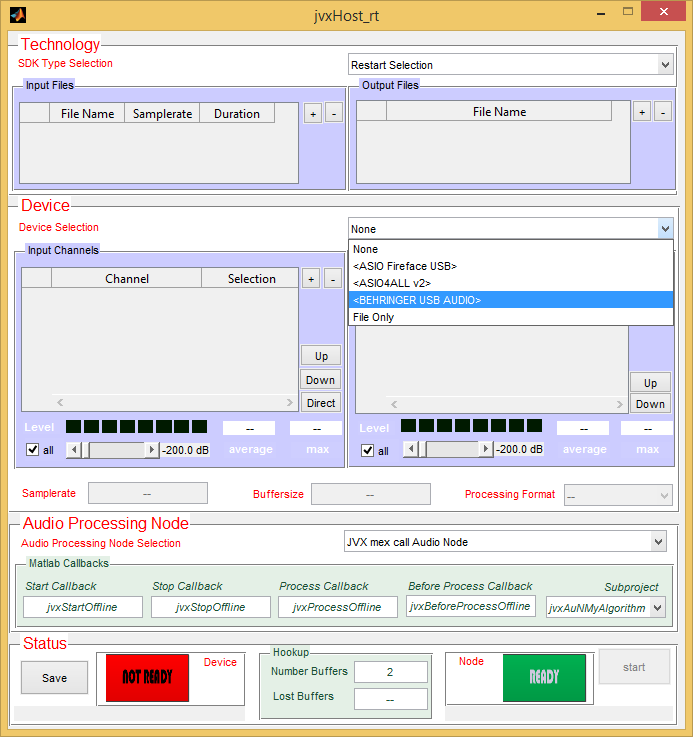 jvxHost_rt
Technology
SDK Type Selection
Restart Selection
Input Files
Output Files
File Name Samplerate Duration
+ -
File Name
+ -
Device
Device Selection
None
None
<ASIO Fireface USB>
<ASIO4ALL v2>
<BEHRINGER USB AUDIO>
File Only
Input Channels
Channel Selection
+ -
Up
Down
Direct
Up
Down
Level -- --
all -200.0 dB average max
Level -- --
all -200.0 dB average max
Samplerate -- Buffersize -- Processing Format --
Audio Processing Node
Audio Processing Node Selection
JVX mex call Audio Node
Matlab Callbacks
Start Callback Stop Callback Process Callback Before Process Callback Subproject
jvxStartOffline jvxStopOffline jvxProcessOffline jvxBeforeProcessOffline jvxAuNMyAlgorithm
Status
Save
NOT READY
Device
Hookup
Number Buffers 2
Lost Buffers --
Node
READY
start